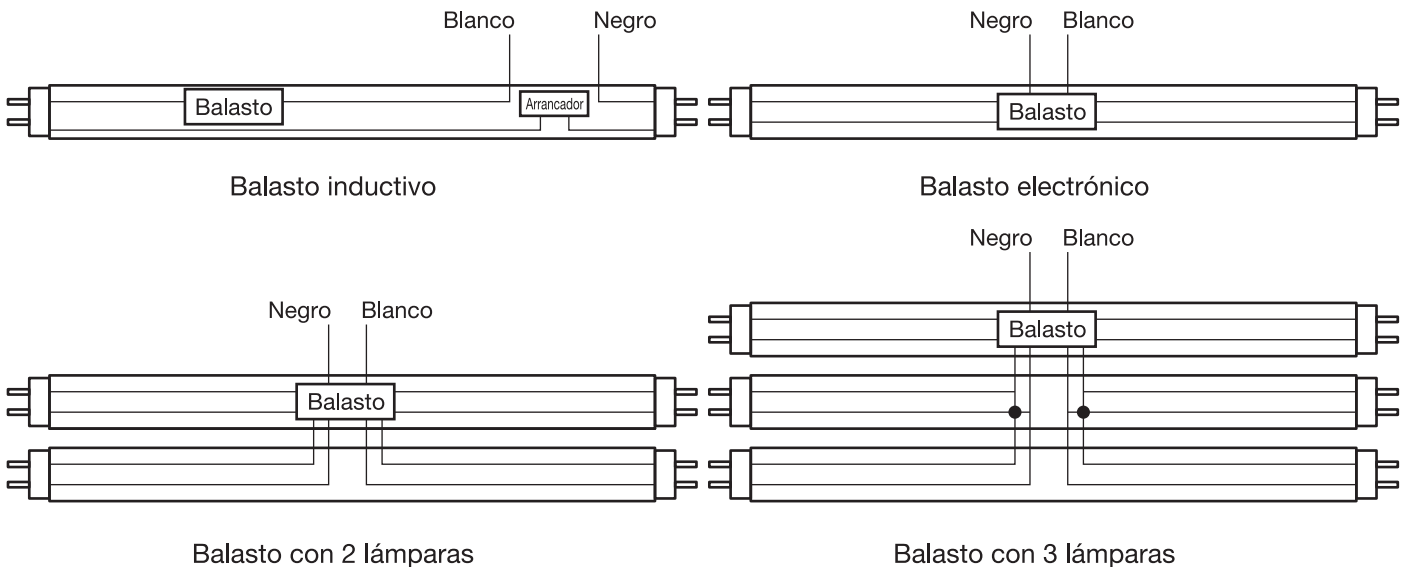 Blanco Negro
Balasto
Arrancador
Balasto inductivo
Negro Blanco
Balasto
Balasto electrónico
Negro Blanco
Balasto
Balasto con 2 lámparas
Negro Blanco
Balasto
Balasto con 3 lámparas